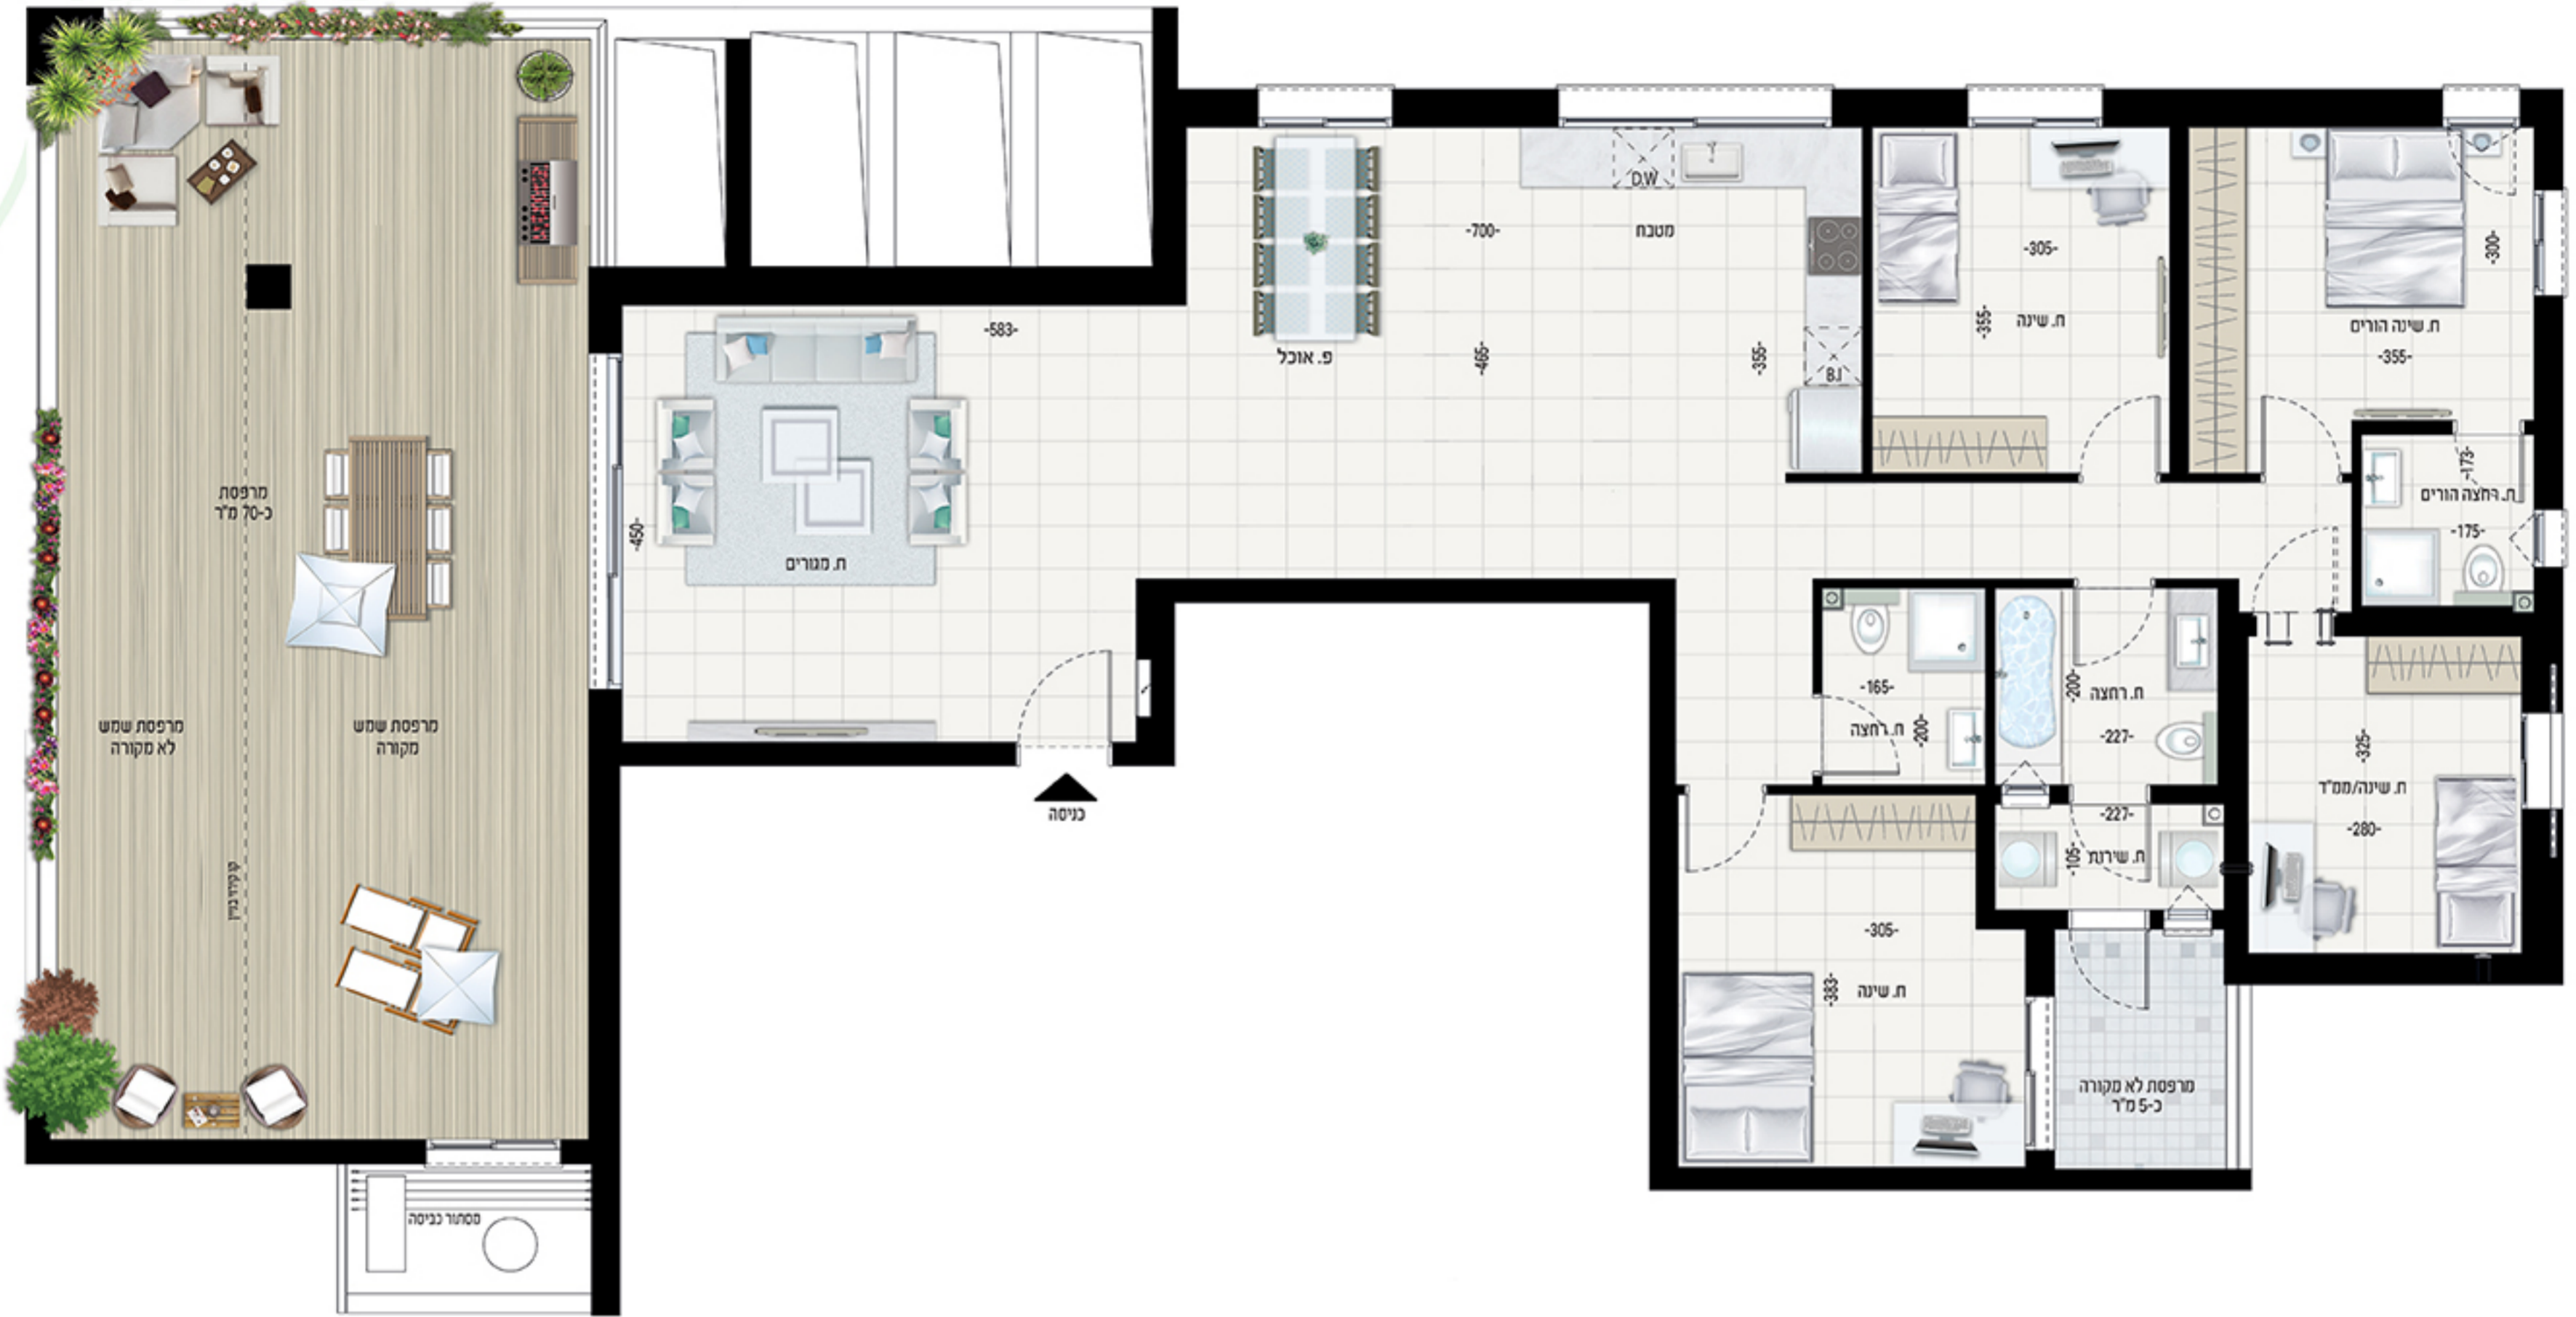 D.W
-700-
מטבח
-305-
-300-
ח. שינה
-355-
ח. שינה הורים
-355-
-583-
פ. אוכל
-465-
-355-
B.I
-173-
ח. רחצה הורים
-175-
מרפסת
כ-70 מ"ר
-450-
ח. מגורים
-165-
ח. רחצה
-200-
-200-
ח. רחצה
-227-
מרפסת שמש
מקורה
מרפסת שמש
לא מקורה
-325-
ח. שינה/ממ"ד
-280-
כניסה
-227-
ח. שירות
-105-
-305-
ח. שינה
-383-
מרפסת לא מקורה
כ-5 מ"ר
מסתור כביסה